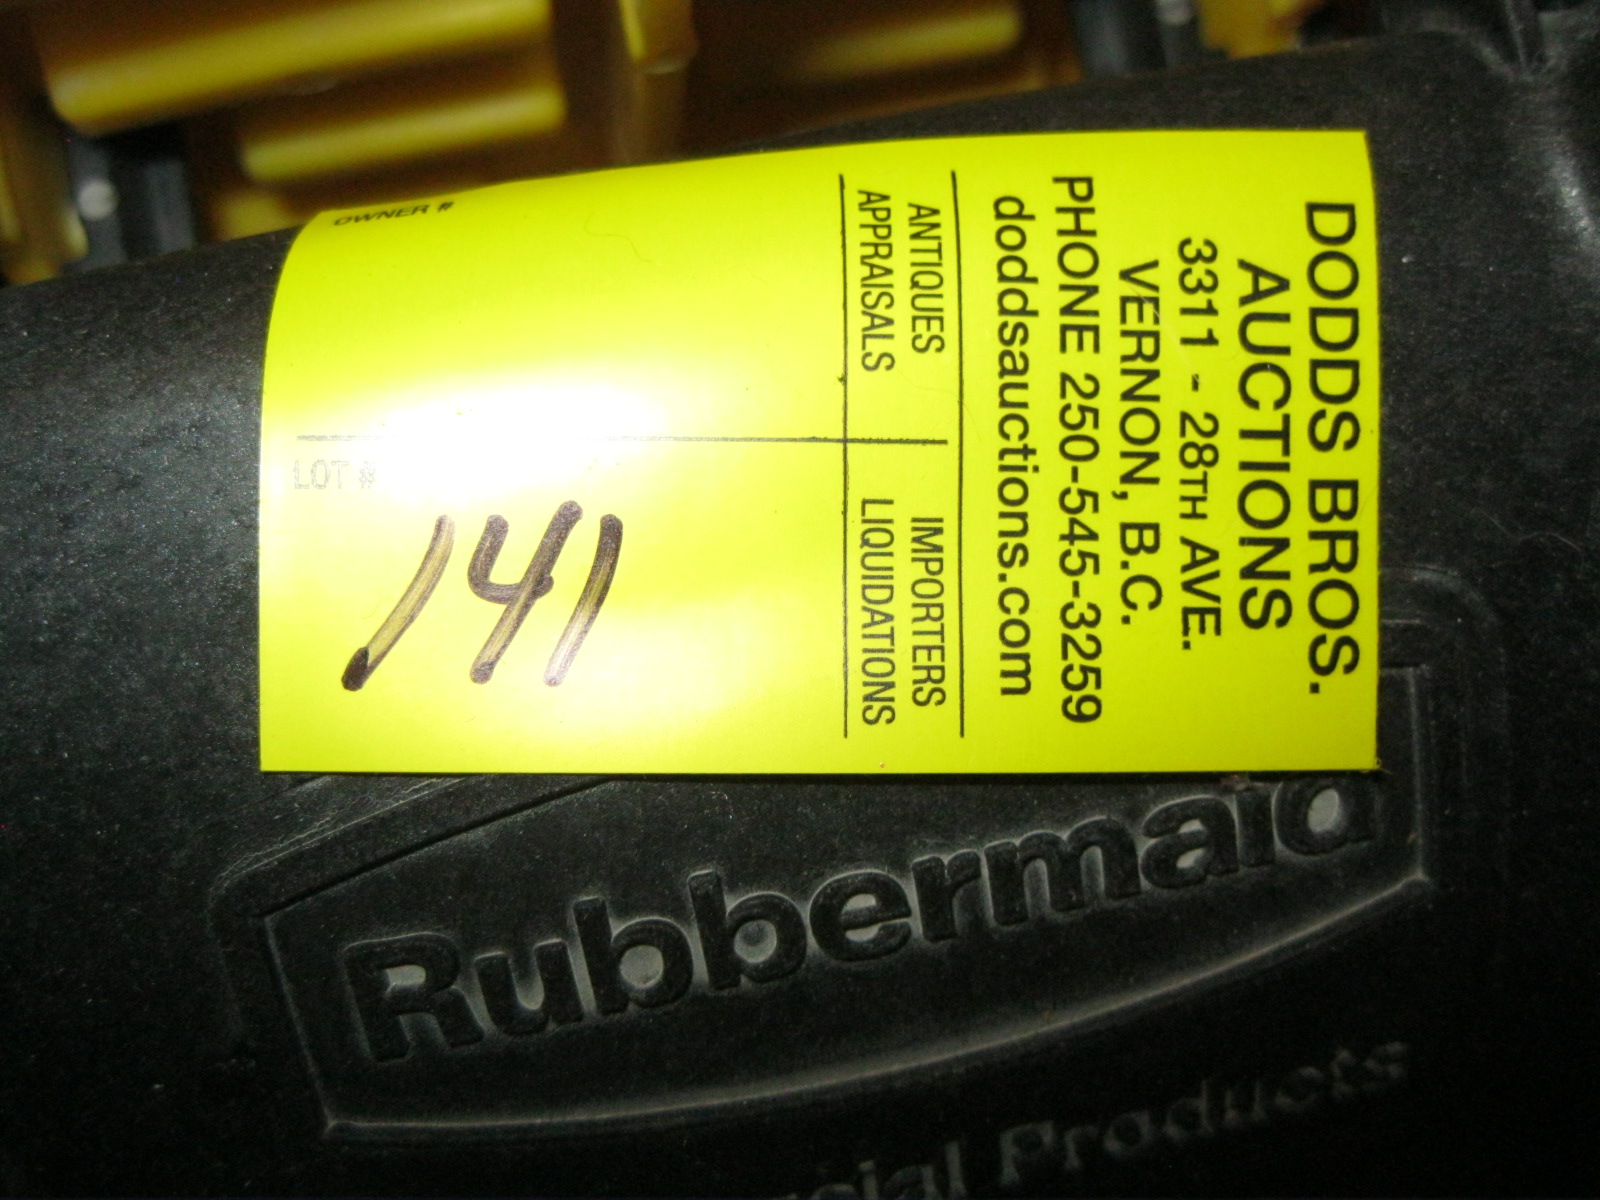 DODDS BROS.
AUCTIONS
3311 - 28TH AVE.
VERNON, B.C.
PHONE 250-545-3259
doddsauctions.com
ANTIQUES IMPORTERS
APPRAISALS LIQUIDATIONS
OWNER #
LOT #
141
Rubbermaid
Products